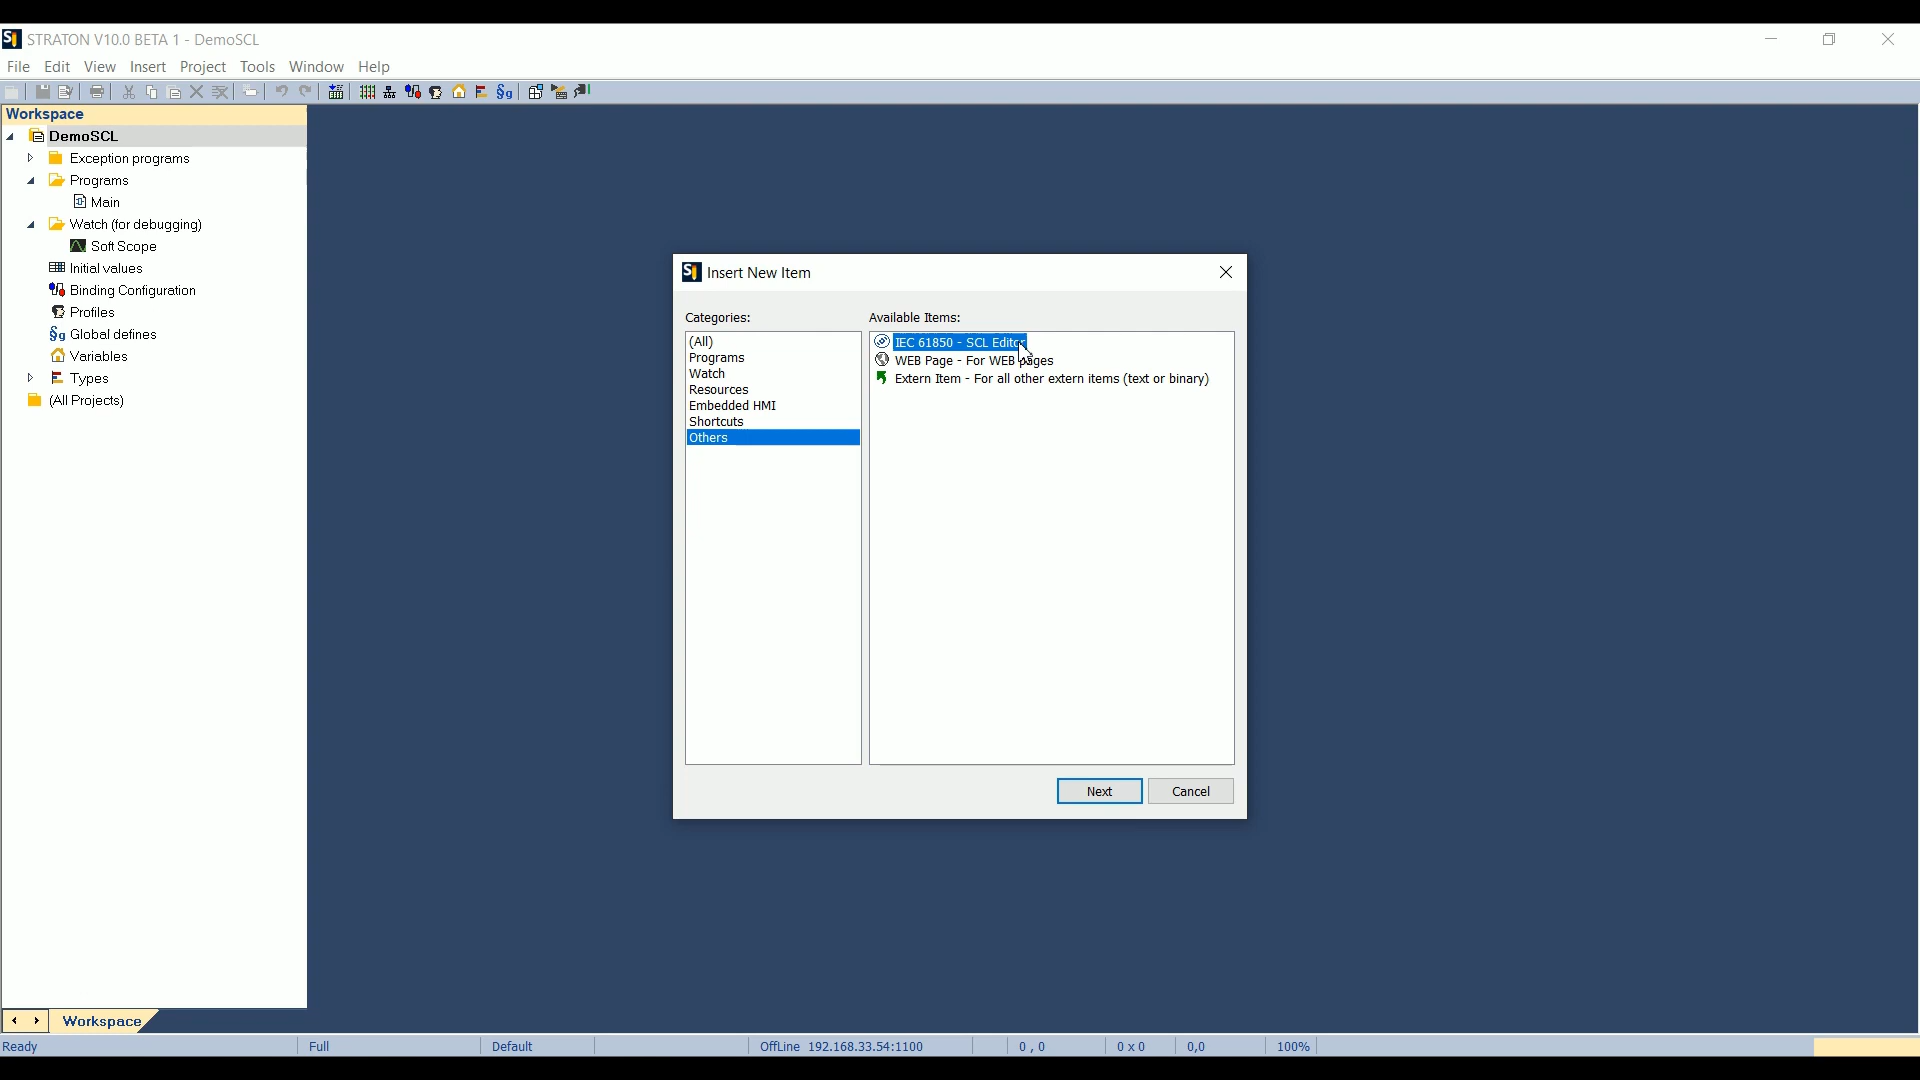 STRATON V10.0 BETA 1 - DemoSCL
File Edit View Insert Project Tools Window Help
Workspace
DemoSCL
Exception programs
Programs
Main
Watch (for debugging)
Soft Scope
Initial values
Binding Configuration
Profiles
Global defines
Variables
Types
(All Projects)
Insert New Item
Categories:
(All)
Programs
Watch
Resources
Embedded HMI
Shortcuts
Others
Available Items:
IEC 61850 - SCL Editor
WEB Page - For WEB pages
Extern Item - For all other extern items (text or binary)
Next Cancel
Workspace
Ready Full Default OffLine 192.168.33.54:1100 0 , 0 0 x 0 0,0 100%